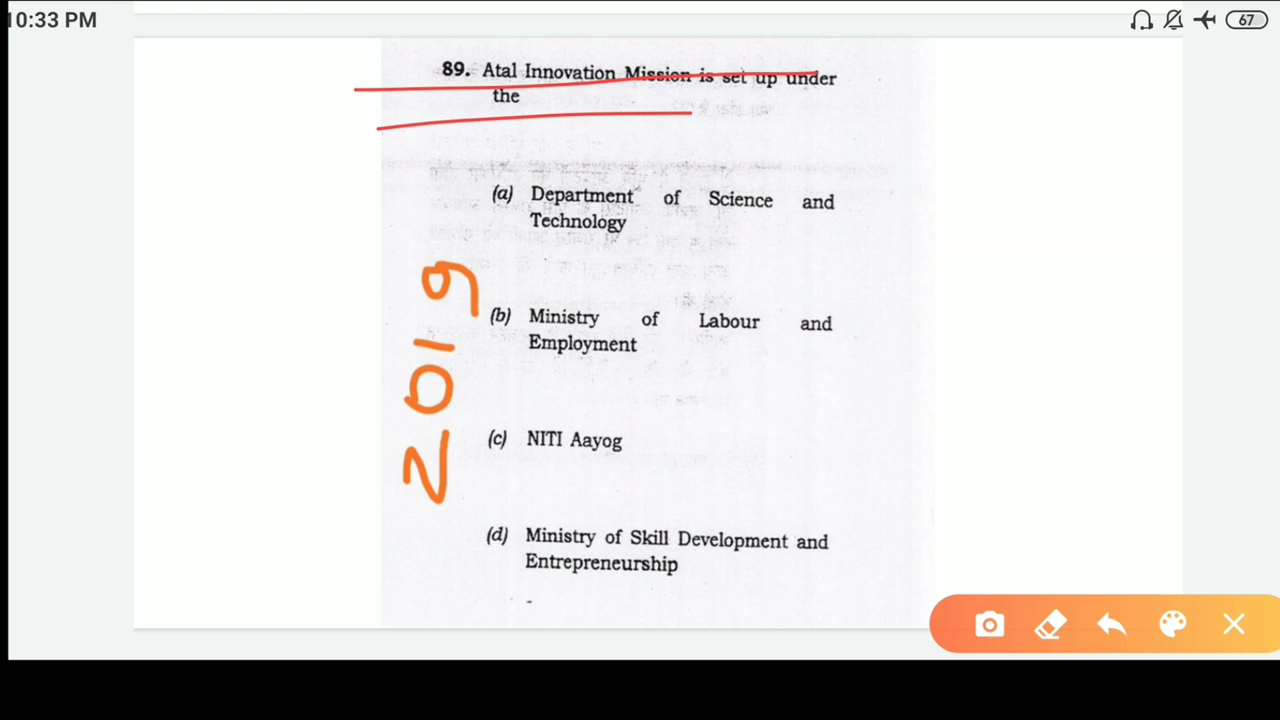 10:33 PM
67
89. Atal Innovation Mission is set up under
the
(a) Department of Science and
Technology
2019
(b) Ministry of Labour and
Employment
(c) NITI Aayog
(d) Ministry of Skill Development and
Entrepreneurship